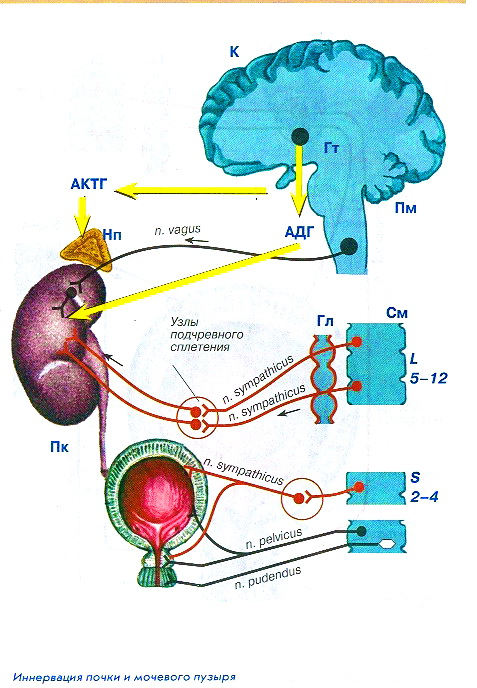 К
Гт
АКТГ
Пм
Нп
n. vagus
АДГ
Узлы
подчревного
сплетения
Гл
См
n. sympathicus
L
5–12
n. sympathicus
Пк
n. sympathicus
S
2–4
n. pelvicus
n. pudendus
Иннервация почки и мочевого пузыря